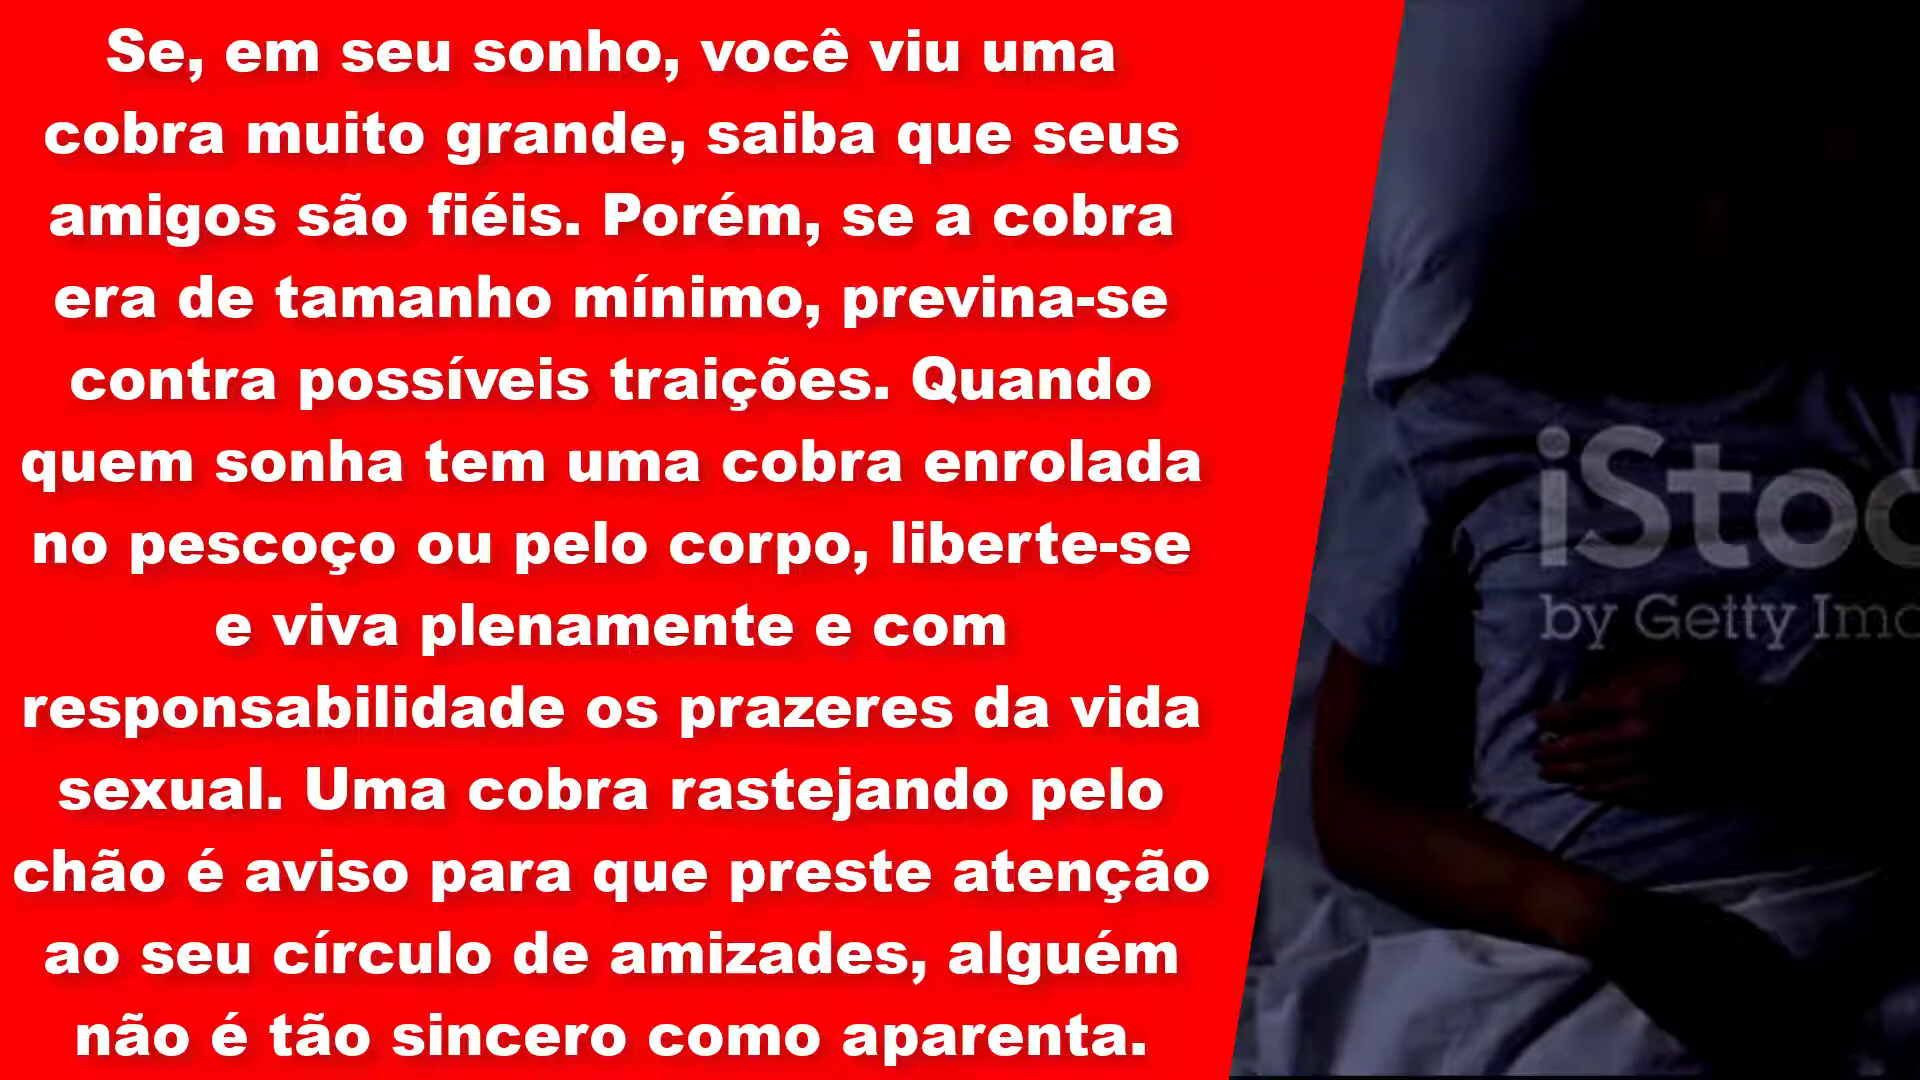 Se, em seu sonho, você viu uma
cobra muito grande, saiba que seus
amigos são fiéis. Porém, se a cobra
era de tamanho mínimo, previna-se
contra possíveis traições. Quando
quem sonha tem uma cobra enrolada
no pescoço ou pelo corpo, liberte-se
e viva plenamente e com
responsabilidade os prazeres da vida
sexual. Uma cobra rastejando pelo
chão é aviso para que preste atenção
ao seu círculo de amizades, alguém
não é tão sincero como aparenta.
iStoc
by Getty Ima